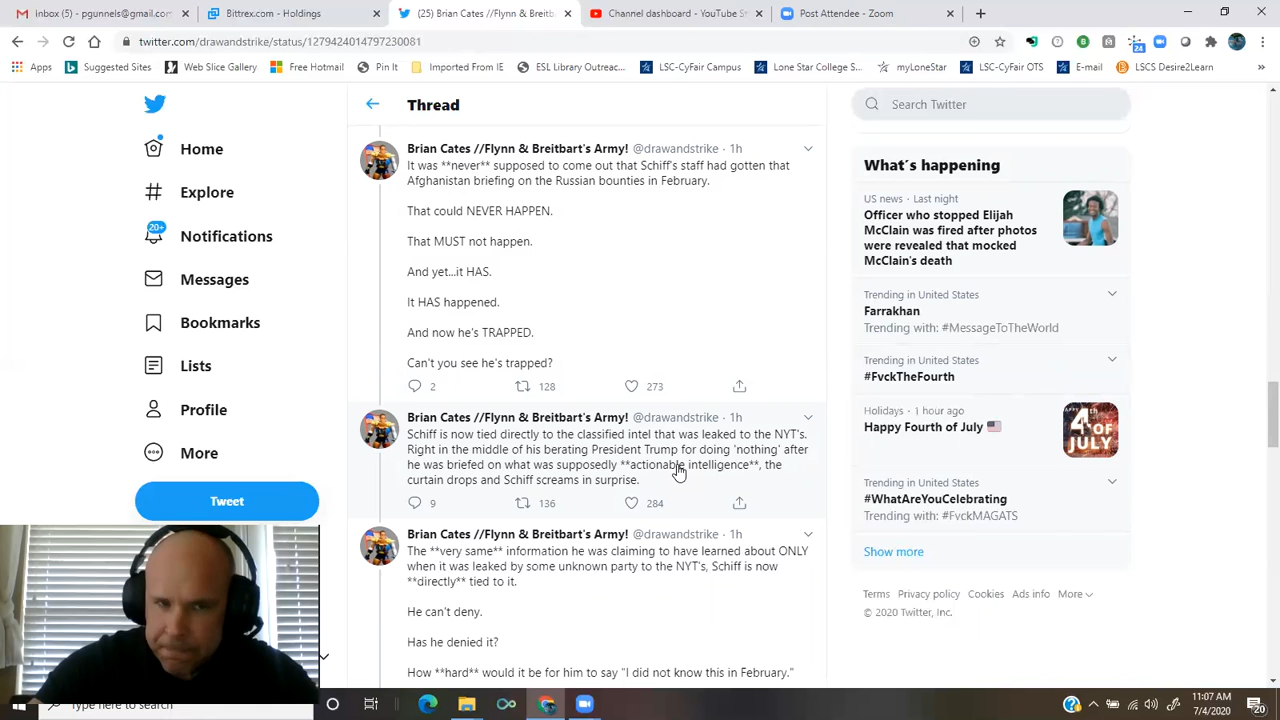 Inbox (5) - rnunnels@gmail.com
(3) eSignal - Holdings
(25) Brian Cates //Flynn & Breitb
Channel dashboard - YouTube S
Post Attendee - Zoom
twitter.com/drawandstrike/status/1279424014797230081
24
Apps
Suggested Sites
Web Slice Gallery
Free Hotmail
Pin It
Imported From IE
ESL Library Outreac...
LSC-CyFair Campus
Lone Star College S...
myLoneStar
LSC-CyFair OTS
E-mail
LSCS Desire2Learn
»
Home
Explore
20+
Notifications
Messages
Bookmarks
Lists
Profile
More
Tweet
Thread
Brian Cates //Flynn & Breitbart's Army! @drawandstrike · 1h
It was **never** supposed to come out that Schiff's staff had gotten that
Afghanistan briefing on the Russian bounties in February.
That could NEVER HAPPEN.
That MUST not happen.
And yet...it HAS.
It HAS happened.
And now he's TRAPPED.
Can't you see he's trapped?
2 128 273
Brian Cates //Flynn & Breitbart's Army! @drawandstrike · 1h
Schiff is now tied directly to the classified intel that was leaked to the NYT's.
Right in the middle of his berating President Trump for doing 'nothing' after
he was briefed on what was supposedly **actionable intelligence**, the
curtain drops and Schiff screams in surprise.
9 136 284
Brian Cates //Flynn & Breitbart's Army! @drawandstrike · 1h
The **very same** information he was claiming to have learned about ONLY
when it was leaked by some unknown party to the NYT's, Schiff is now
**directly** tied to it.
He can't deny.
Has he denied it?
How **hard** would it be for him to say "I did not know this in February."
Search Twitter
What's happening
US news · Last night
Officer who stopped Elijah
McClain was fired after photos
were revealed that mocked
McClain's death
Trending in United States
Farrakhan
Trending with: #MessageToTheWorld
Trending in United States
#FvckTheFourth
Holidays · 1 hour ago
Happy Fourth of July
HAPPY
4TH
OF
JULY
Trending in United States
#WhatAreYouCelebrating
Trending with: #FvckMAGATS
Show more
Terms Privacy policy Cookies Ads info More
© 2020 Twitter, Inc.
Type here to search
11:07 AM
7/4/2020
20